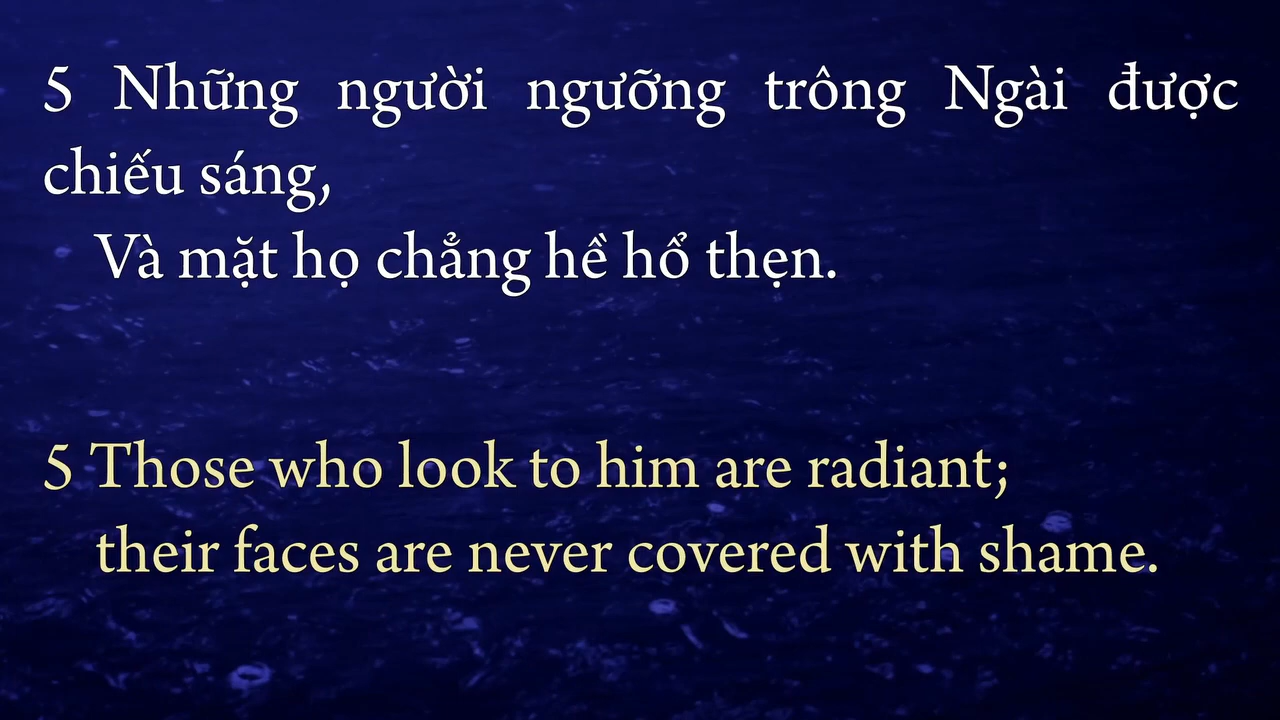 5 Những người ngưỡng trông Ngài được
chiếu sáng,
Và mặt họ chẳng hề hổ thẹn.
5 Those who look to him are radiant;
their faces are never covered with shame.